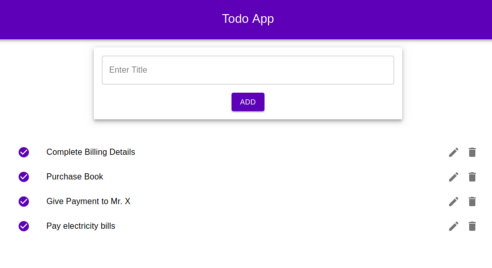 Todo App
Enter Title
ADD
Complete Billing Details
Purchase Book
Give Payment to Mr. X
Pay electricity bills